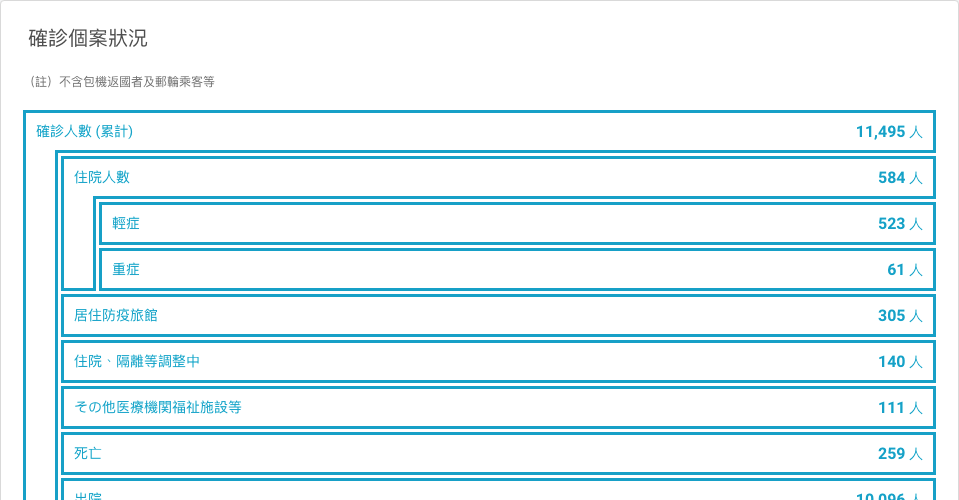 確診個案狀況
（註）不含包機返國者及郵輪乘客等
確診人數 (累計) 11,495 人
住院人數 584 人
輕症 523 人
重症 61 人
居住防疫旅館 305 人
住院、隔離等調整中 140 人
その他医療機関福祉施設等 111 人
死亡 259 人
出院 10,096 人